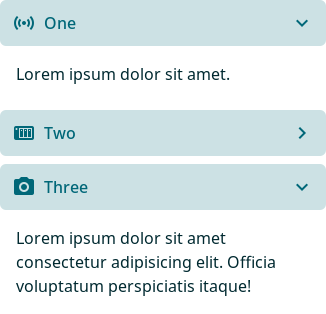 One
Lorem ipsum dolor sit amet.
Two
Three
Lorem ipsum dolor sit amet
consectetur adipisicing elit. Officia
voluptatum perspiciatis itaque!